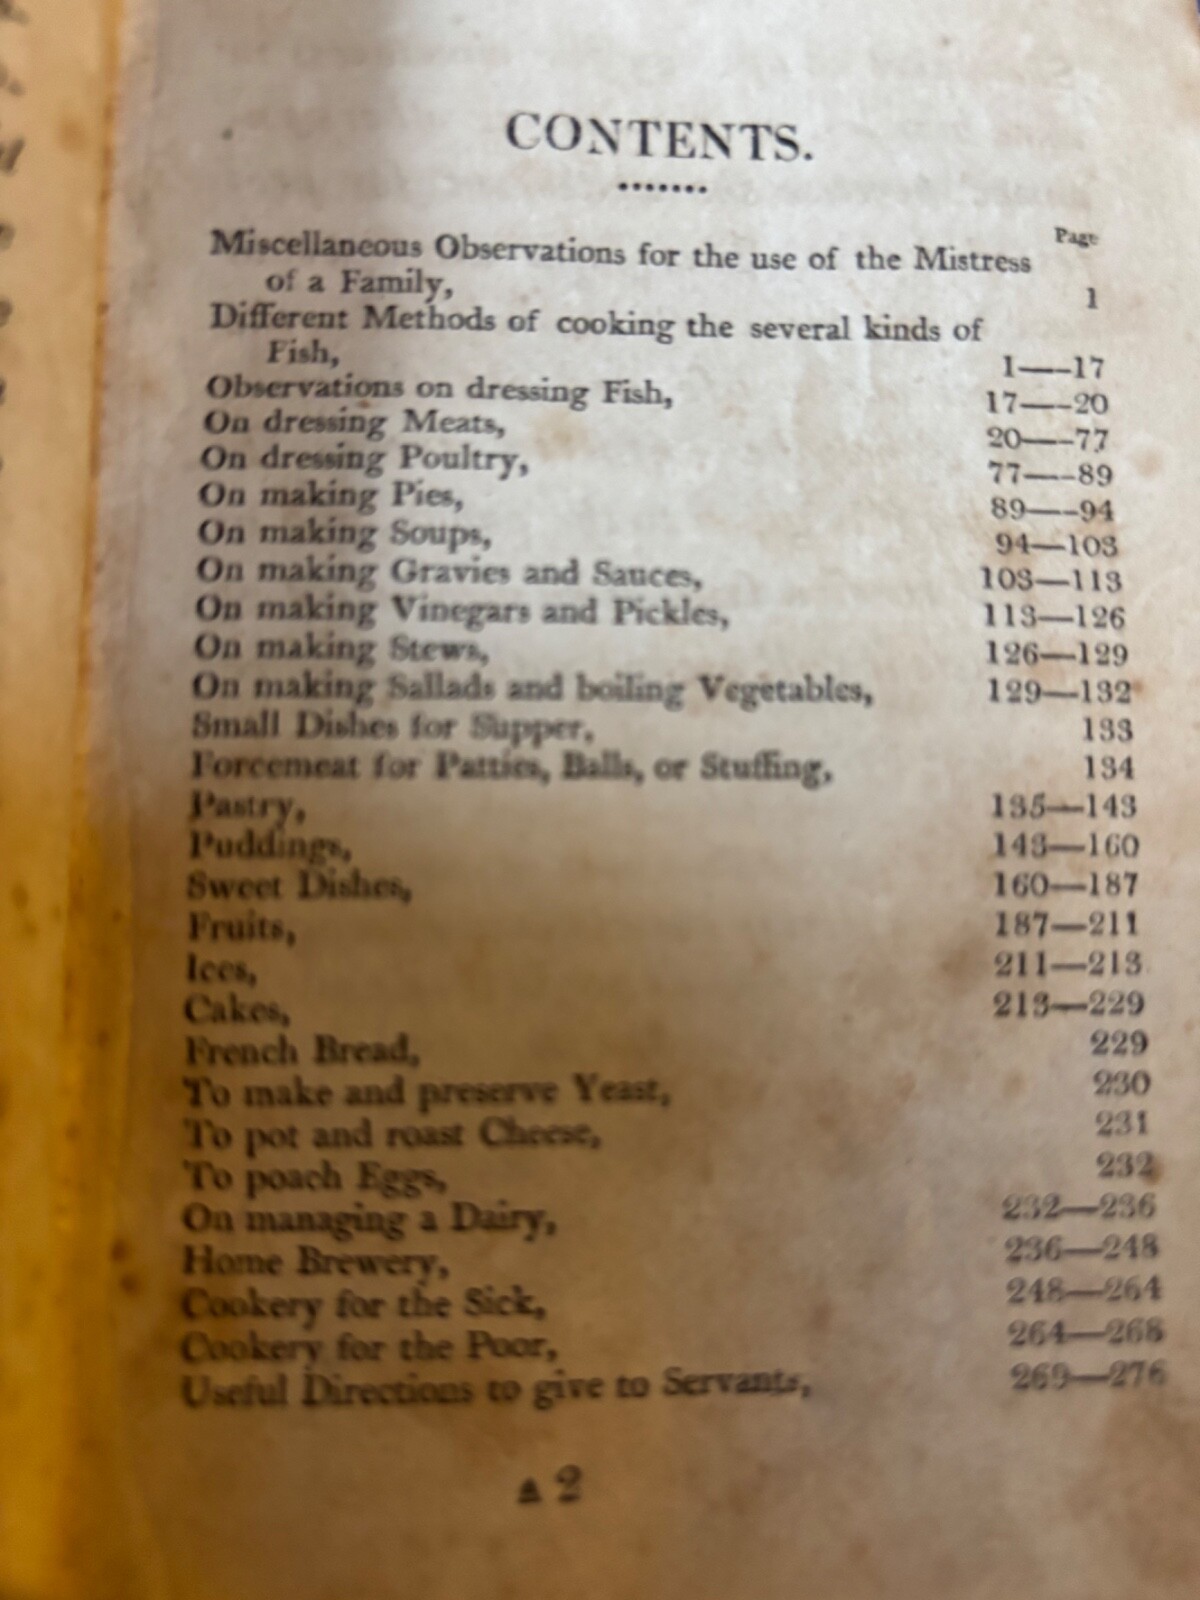 CONTENTS.
Page
Miscellaneous Observations for the use of the Mistress
of a Family, 1
Different Methods of cooking the several kinds of
Fish, 1—17
Observations on dressing Fish, 17—20
On dressing Meats, 20—77
On dressing Poultry, 77—89
On making Pies, 89—94
On making Soups, 94—103
On making Gravies and Sauces, 103—113
On making Vinegars and Pickles, 113—126
On making Stews, 126—129
On making Sallads and boiling Vegetables, 129—132
Small Dishes for Supper, 133
Forcemeat for Patties, Balls, or Stuffing, 134
Pastry, 135—143
Puddings, 143—160
Sweet Dishes, 160—187
Fruits, 187—211
Ices, 211—213
Cakes, 213—229
French Bread, 229
To make and preserve Yeast, 230
To pot and roast Cheese, 231
To poach Eggs, 232
On managing a Dairy, 232—236
Home Brewery, 236—248
Cookery for the Sick, 248—264
Cookery for the Poor, 264—268
Useful Directions to give to Servants, 269—276
A 2